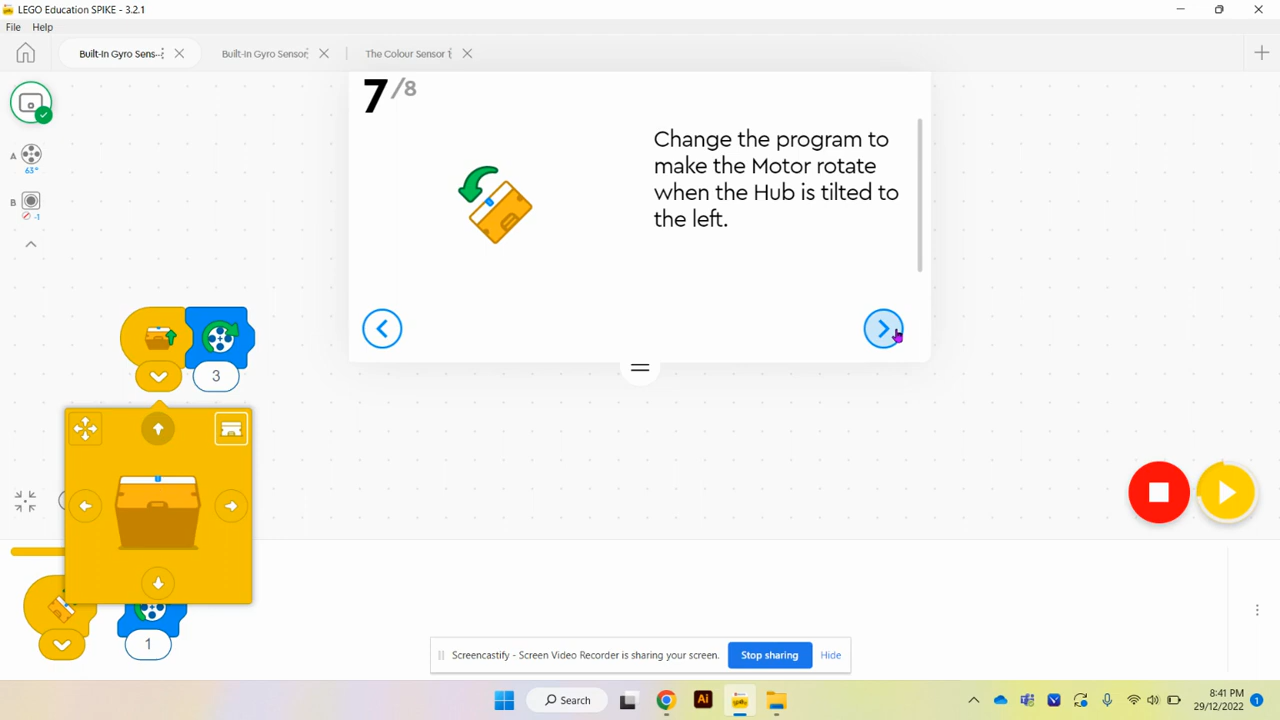 LEGO Education SPIKE - 3.2.1
File Help
Built-In Gyro Sens··· Built-In Gyro Sensor The Colour Sensor
7/8
Change the program to
make the Motor rotate
when the Hub is tilted to
the left.
A
63°
B
-1
3
1
Screencastify - Screen Video Recorder is sharing your screen. Stop sharing Hide
Search
Ai
8:41 PM
29/12/2022
1